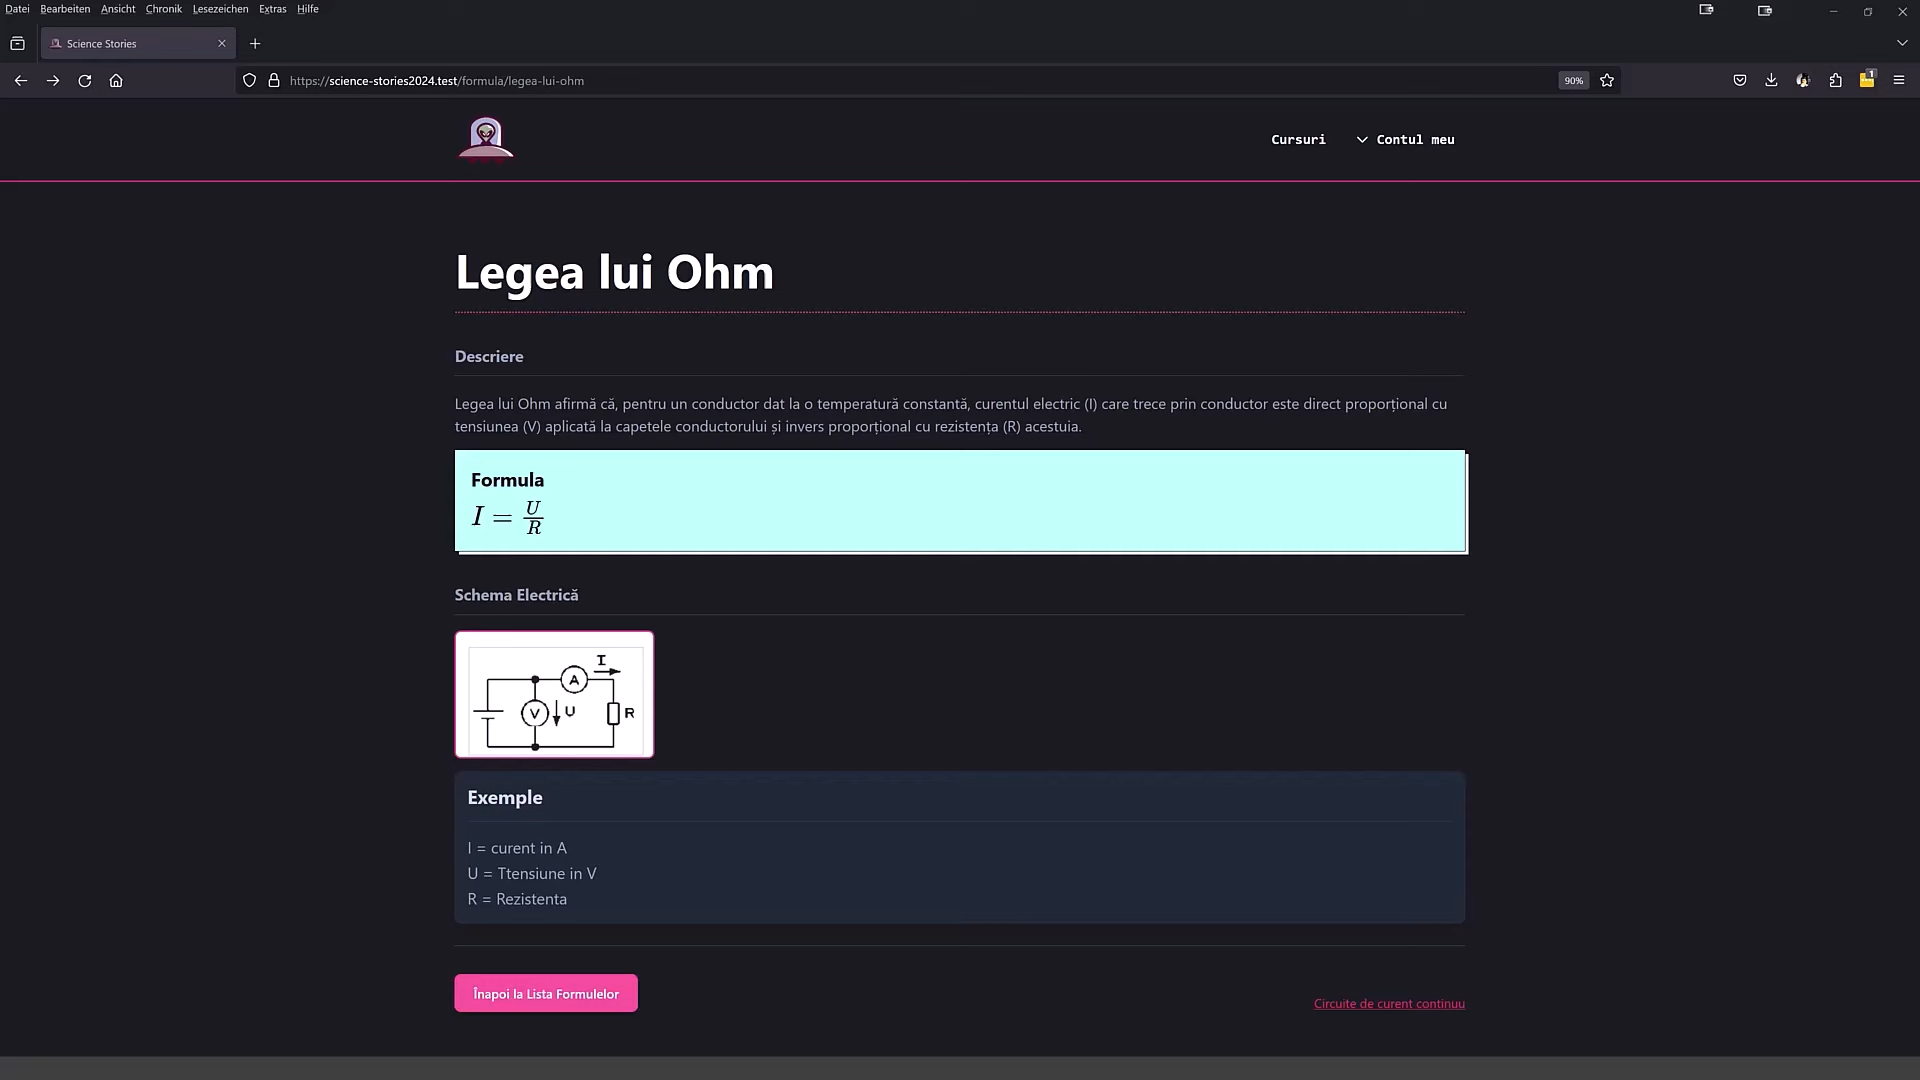 Datei Bearbeiten Ansicht Chronik Lesezeichen Extras Hilfe
Science Stories
https://science-stories2024.test/formula/legea-lui-ohm
90%
1
Cursuri
Contul meu
Legea lui Ohm
Descriere
Legea lui Ohm afirmă că, pentru un conductor dat la o temperatură constantă, curentul electric (I) care trece prin conductor este direct proporțional cu
tensiunea (V) aplicată la capetele conductorului și invers proporțional cu rezistența (R) acestuia.
Formula
I = U/R
Schema Electrică
I
A
V
U
R
Exemple
I = curent in A
U = Ttensiune in V
R = Rezistenta
Înapoi la Lista Formulelor
Circuite de curent continuu